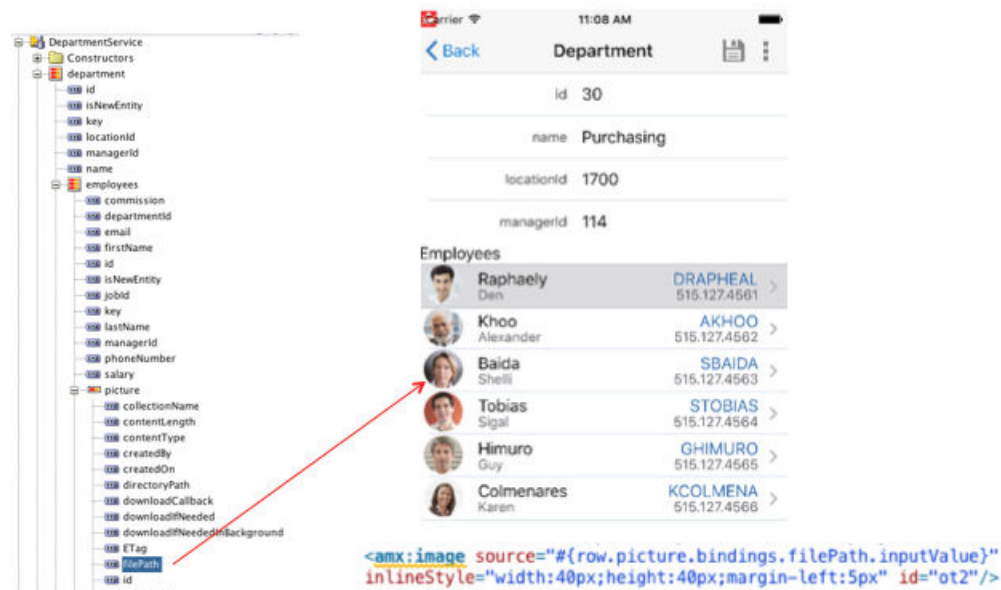 DepartmentService
Constructors
department
id
isNewEntity
key
locationId
managerId
name
employees
commission
departmentId
email
firstName
id
isNewEntity
jobId
key
lastName
managerId
phoneNumber
salary
picture
collectionName
contentLength
contentType
createdBy
createdOn
directoryPath
downloadCallback
downloadIfNeeded
downloadIfNeededInBackground
ETag
filePath
id
Carrier 11:08 AM
Back Department
id 30
name Purchasing
locationId 1700
managerId 114
Employees
Raphaely DRAPHEAL
Den 515.127.4561
Khoo AKHOO
Alexander 515.127.4562
Baida SBAIDA
Shelli 515.127.4563
Tobias STOBIAS
Sigal 515.127.4564
Himuro GHIMURO
Guy 515.127.4565
Colmenares KCOLMENA
Karen 515.127.4566
<amx:image source="#{row.picture.bindings.filePath.inputValue}"
inlineStyle="width:40px;height:40px;margin-left:5px" id="ot2"/>